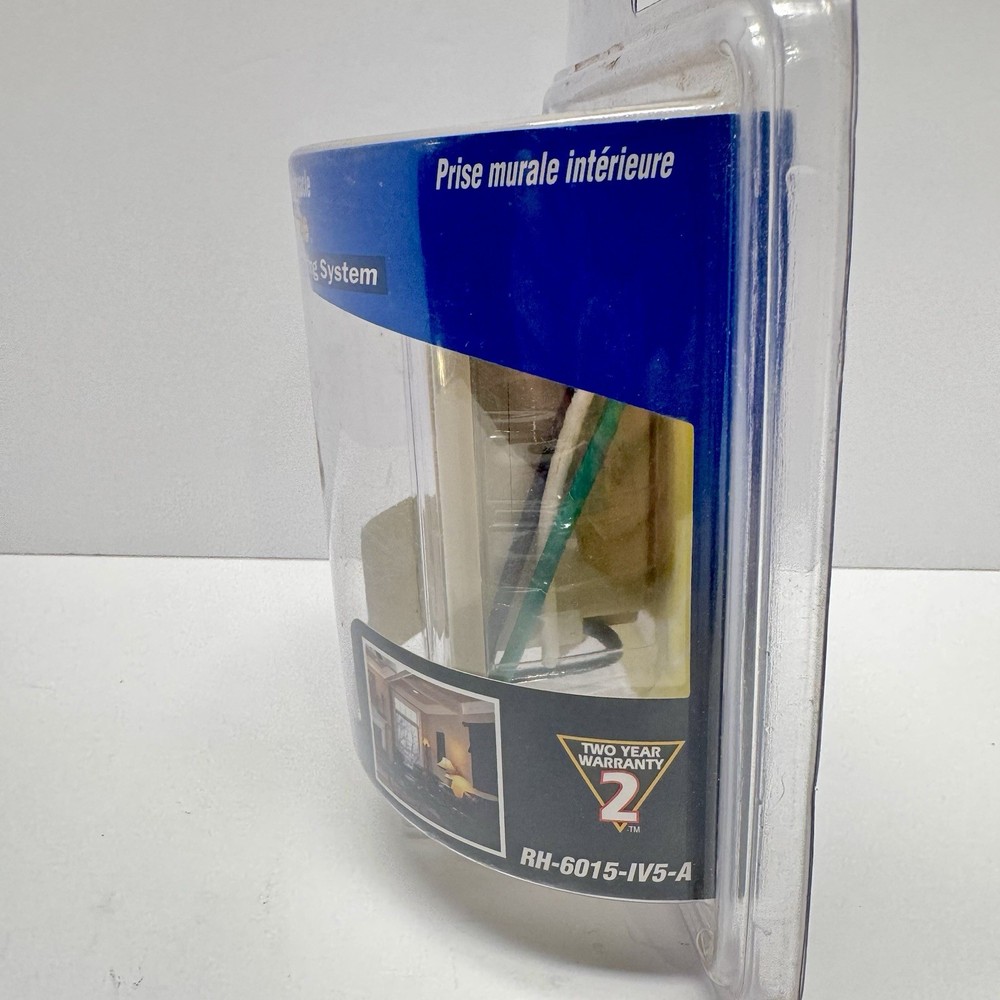 Prise murale intérieure
System
TWO YEAR
WARRANTY
2
TM
RH-6015-IV5-A